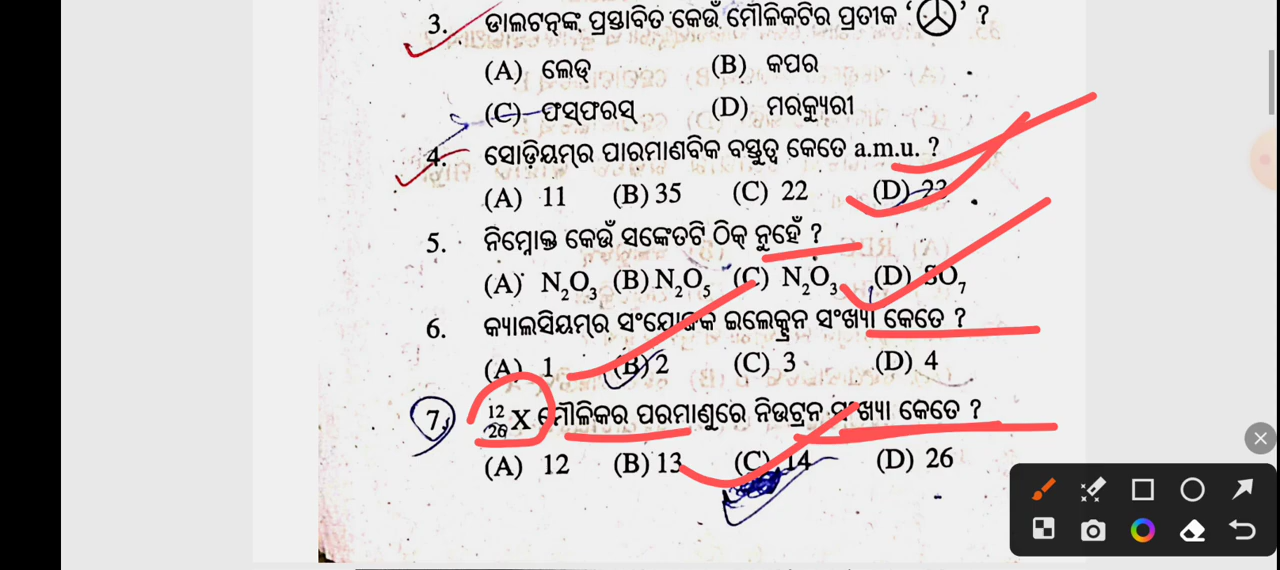 3. ଡାଲଟନ୍‌ଙ୍କ ପ୍ରସ୍ତାବିତ କେଉଁ ମୌଳିକଟିର ପ୍ରତୀକ ‘ ’ ?
(A) ଲେଡ୍ (B) କପର
(C) ଫସ୍‌ଫରସ୍ (D) ମରକ୍ୟୁରୀ
4. ସୋଡ଼ିୟମ୍‌ର ପାରମାଣବିକ ବସ୍ତୁତ୍ୱ କେତେ a.m.u. ?
(A) 11 (B) 35 (C) 22 (D) 23
5. ନିମ୍ନୋକ୍ତ କେଉଁ ସଙ୍କେତଟି ଠିକ୍ ନୁହେଁ ?
(A) N₂O₃ (B) N₂O₅ (C) N₂O₃ (D) SO₇
6. କ୍ୟାଲସିୟମ୍‌ର ସଂଯୋଜକ ଇଲେକ୍ଟ୍ରନ ସଂଖ୍ୟା କେତେ ?
(A) 1 (B) 2 (C) 3 (D) 4
7. ¹²₂₆X ମୌଳିକର ପରମାଣୁରେ ନିଉଟ୍ରନ ସଂଖ୍ୟା କେତେ ?
(A) 12 (B) 13 (C) 14 (D) 26